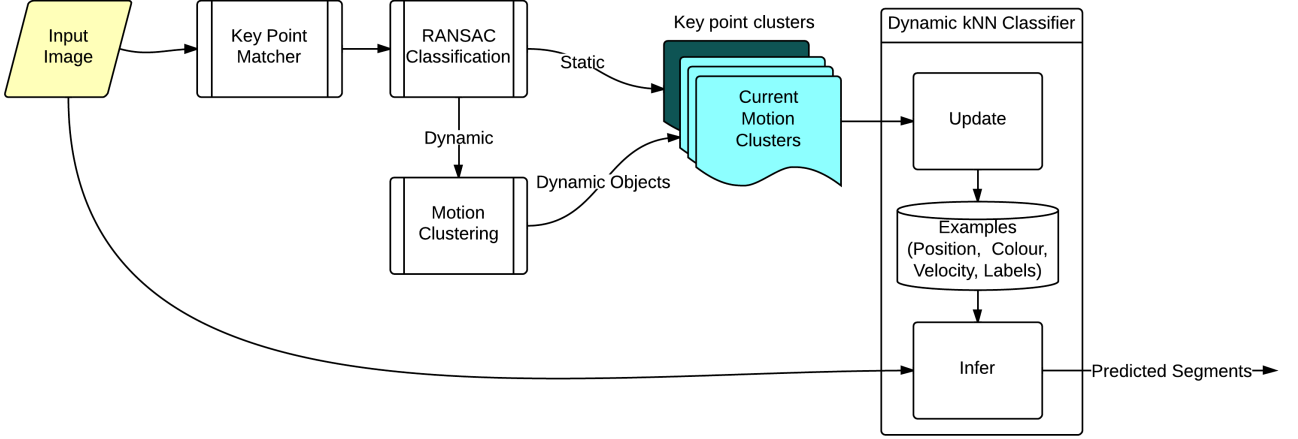 Input
Image
Key Point
Matcher
RANSAC
Classification
Static
Dynamic
Motion
Clustering
Dynamic Objects
Key point clusters
Current
Motion
Clusters
Dynamic kNN Classifier
Update
Examples
(Position, Colour,
Velocity, Labels)
Infer
Predicted Segments